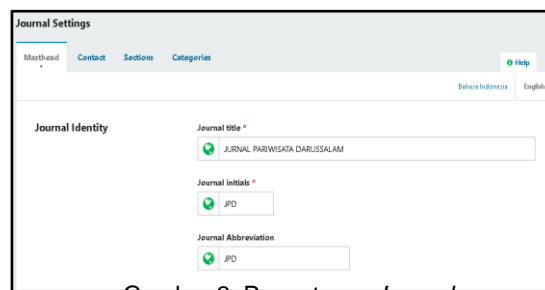 Journal Settings
Masthead Contact Sections Categories
Help
Bahasa Indonesia English
Journal Identity
Journal title *
JURNAL PARIWISATA DARUSSALAM
Journal initials *
JPD
Journal Abbreviation
JPD